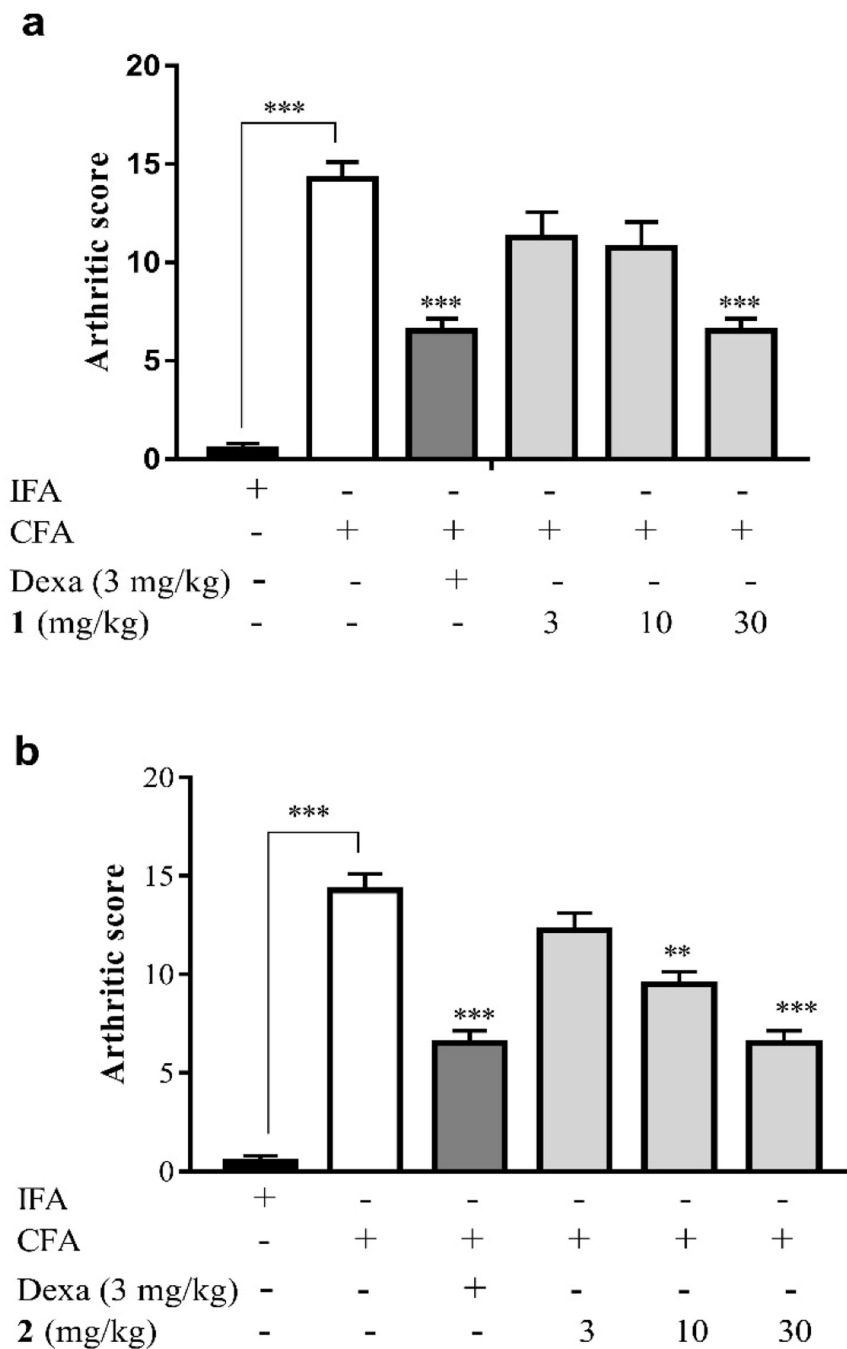 a
***
Arthritic score
20
15
10
5
0
*** ***
IFA + - - - - -
CFA - + + + + +
Dexa (3 mg/kg) - - + - - -
1 (mg/kg) - - - 3 10 30
b
***
Arthritic score
20
15
10
5
0
*** ** ***
IFA + - - - - -
CFA - + + + + +
Dexa (3 mg/kg) - - + - - -
2 (mg/kg) - - - 3 10 30